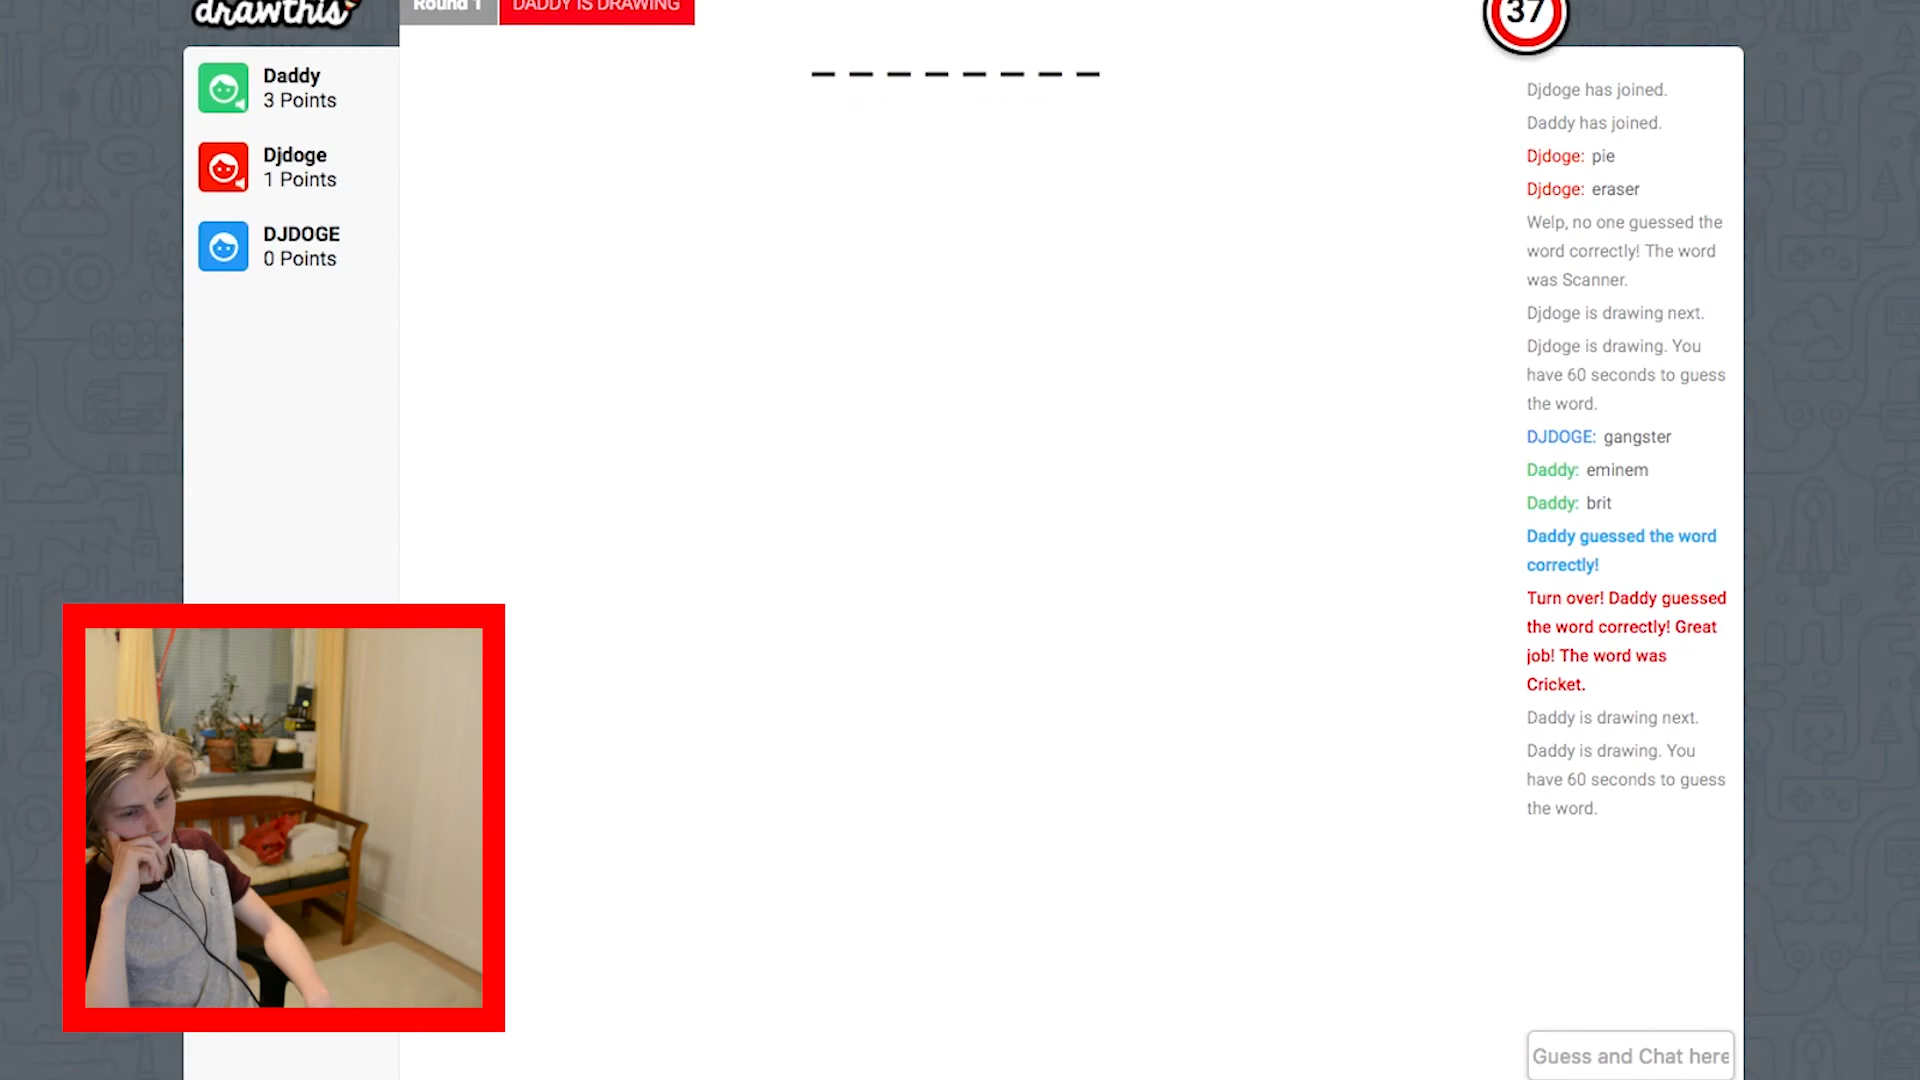 drawthis
Round 1
DADDY IS DRAWING
37
Daddy
3 Points
Djdoge
1 Points
DJDOGE
0 Points
Djdoge has joined.
Daddy has joined.
Djdoge: pie
Djdoge: eraser
Welp, no one guessed the
word correctly! The word
was Scanner.
Djdoge is drawing next.
Djdoge is drawing. You
have 60 seconds to guess
the word.
DJDOGE: gangster
Daddy: eminem
Daddy: brit
Daddy guessed the word
correctly!
Turn over! Daddy guessed
the word correctly! Great
job! The word was
Cricket.
Daddy is drawing next.
Daddy is drawing. You
have 60 seconds to guess
the word.
Guess and Chat here